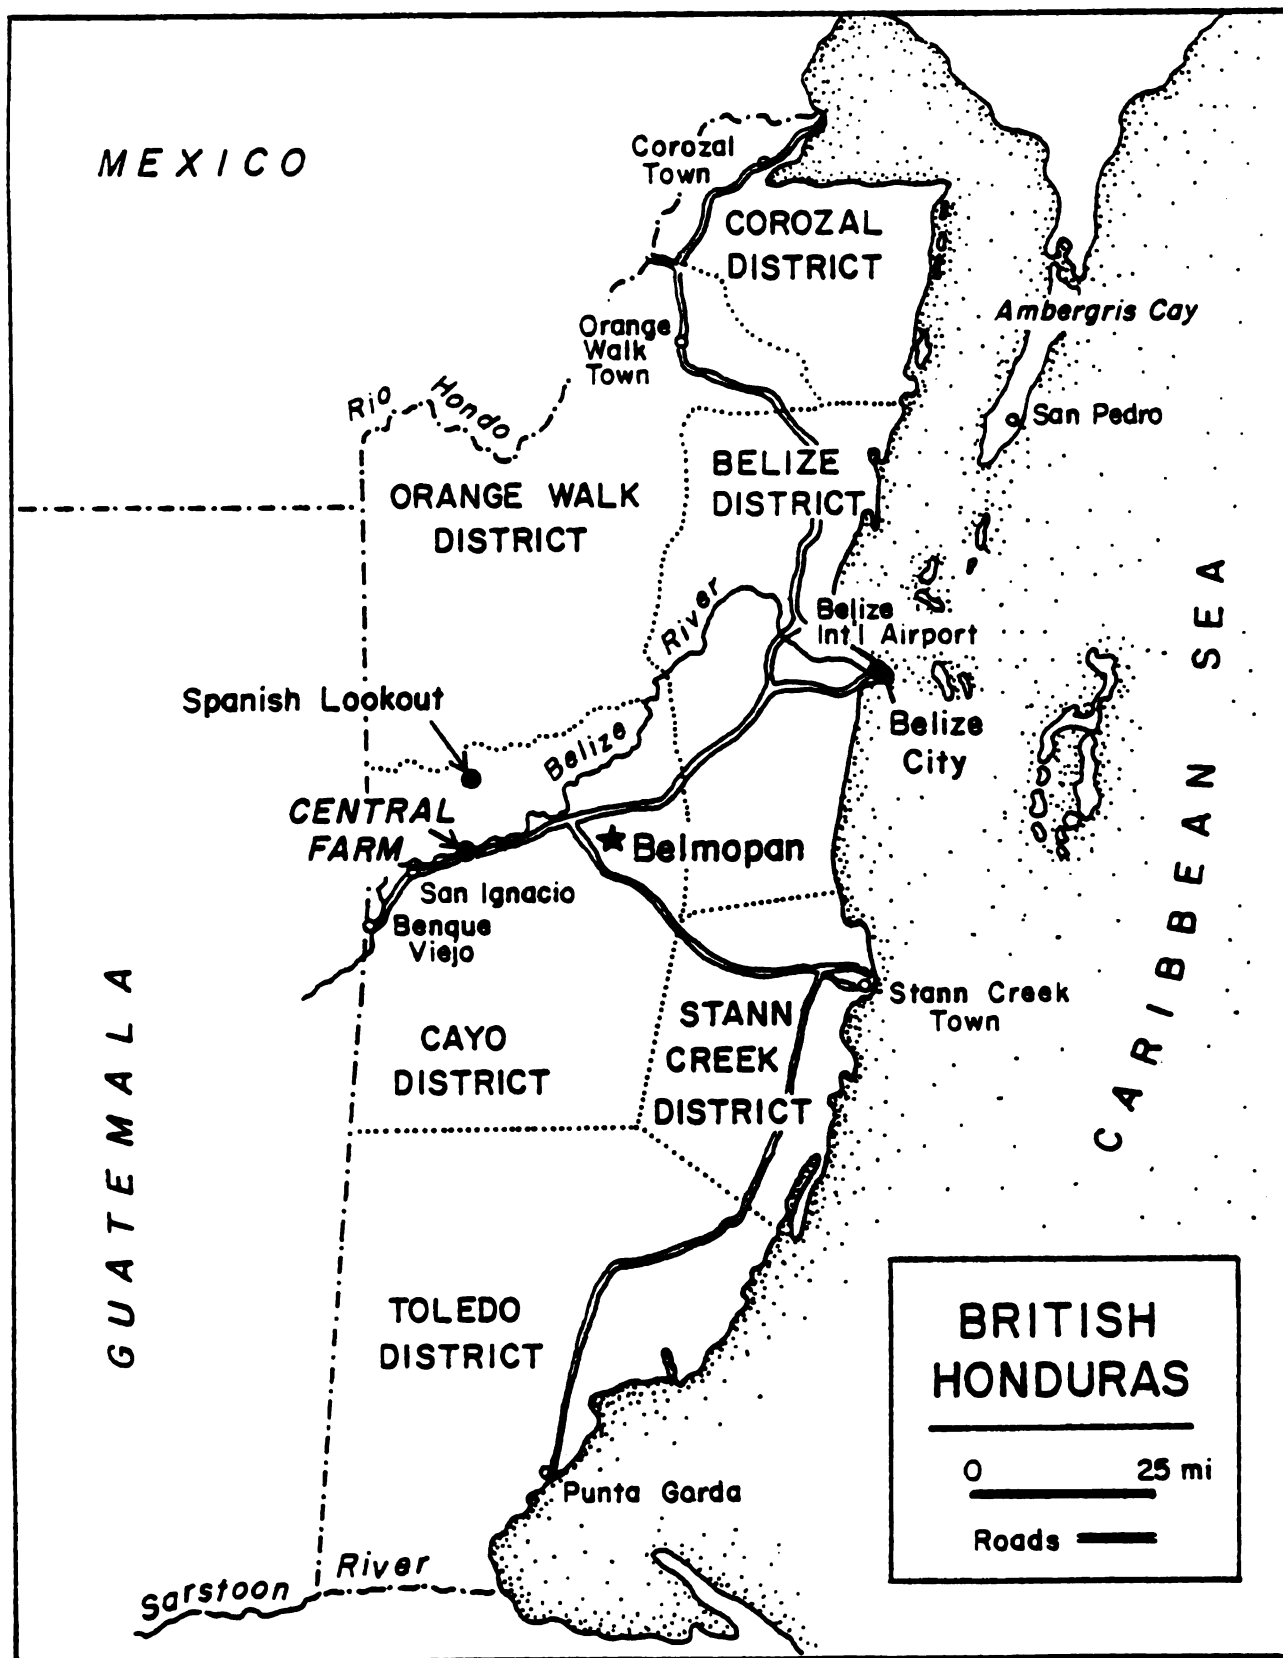 MEXICO
Corozal
Town
COROZAL
DISTRICT
Ambergris Cay
Orange
Walk
Town
Rio Hondo
San Pedro
BELIZE
DISTRICT
ORANGE WALK
DISTRICT
CARIBBEAN SEA
Belize
Int'l Airport
Belize River
Spanish Lookout
Belize
City
CENTRAL
FARM
Belmopan
San Ignacio
Benque
Viejo
GUATEMALA
Stann Creek
Town
STANN
CREEK
DISTRICT
CAYO
DISTRICT
TOLEDO
DISTRICT
BRITISH
HONDURAS
0 25 mi
Roads
Punta Garda
Sarstoon River